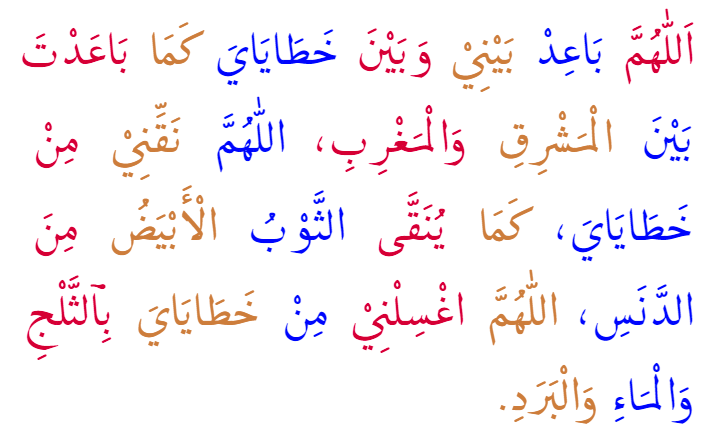 اَللّٰهُمَّ بَاعِدْ بَيْنِيْ وَبَيْنَ خَطَايَايَ كَمَا بَاعَدْتَ
بَيْنَ الْمَشْرِقِ وَالْمَغْرِبِ، اللّٰهُمَّ نَقِّنِيْ مِنْ
خَطَايَايَ، كَمَا يُنَقَّى الثَّوْبُ الْأَبْيَضُ مِنَ
الدَّنَسِ، اللّٰهُمَّ اغْسِلْنِيْ مِنْ خَطَايَايَ بِآلثَّلْجِ
وَالْمَاءِ وَالْبَرَدِ.